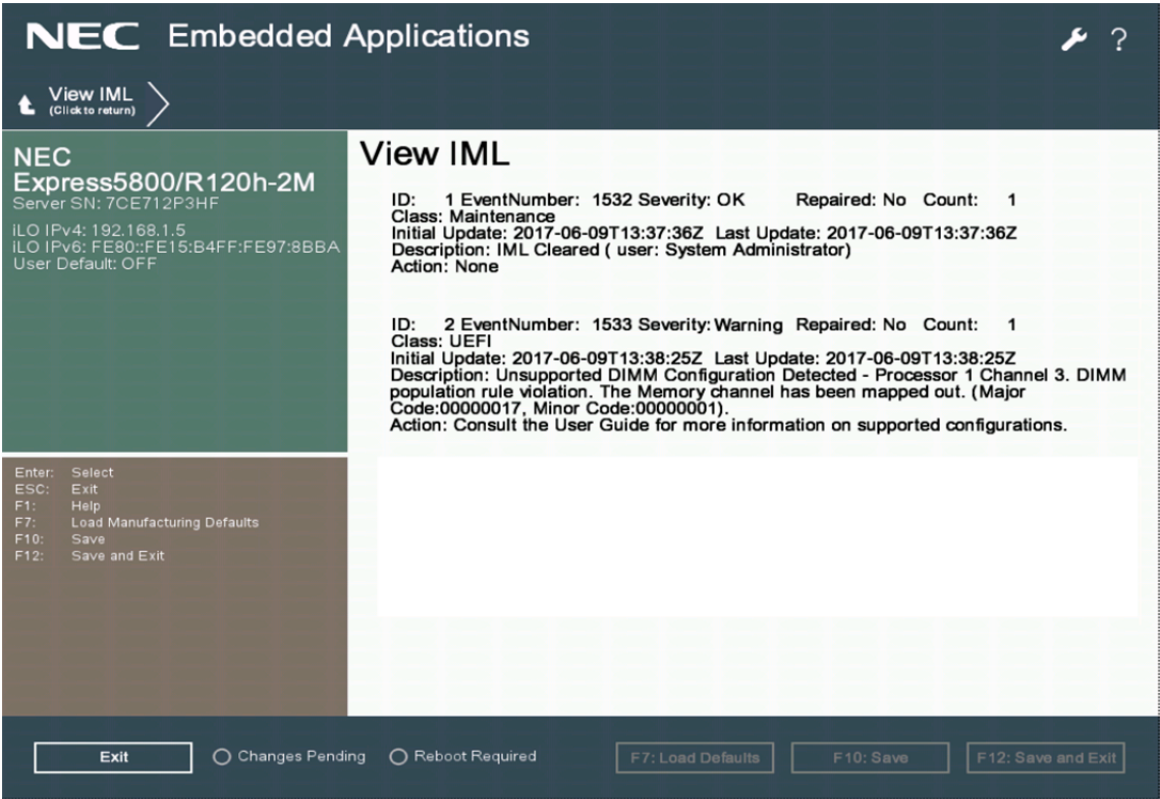 NEC Embedded Applications
?
View IML
(Click to return)
NEC
Express5800/R120h-2M
Server SN: 7CE712P3HF
iLO IPv4: 192.168.1.5
iLO IPv6: FE80::FE15:B4FF:FE97:8BBA
User Default: OFF
Enter: Select
ESC: Exit
F1: Help
F7: Load Manufacturing Defaults
F10: Save
F12: Save and Exit
View IML
ID: 1 EventNumber: 1532 Severity: OK Repaired: No Count: 1
Class: Maintenance
Initial Update: 2017-06-09T13:37:36Z Last Update: 2017-06-09T13:37:36Z
Description: IML Cleared ( user: System Administrator)
Action: None
ID: 2 EventNumber: 1533 Severity: Warning Repaired: No Count: 1
Class: UEFI
Initial Update: 2017-06-09T13:38:25Z Last Update: 2017-06-09T13:38:25Z
Description: Unsupported DIMM Configuration Detected - Processor 1 Channel 3. DIMM
population rule violation. The Memory channel has been mapped out. (Major
Code:00000017, Minor Code:00000001).
Action: Consult the User Guide for more information on supported configurations.
Exit
Changes Pending
Reboot Required
F7: Load Defaults
F10: Save
F12: Save and Exit